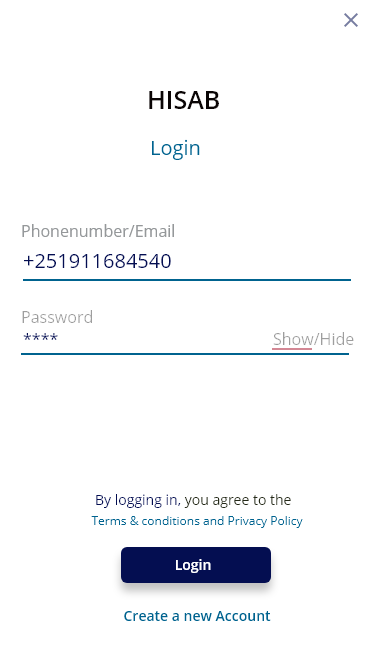 HISAB
Login
Phonenumber/Email
+251911684540
Password
****
Show/Hide
By logging in, you agree to the
Terms & conditions and Privacy Policy
Login
Create a new Account